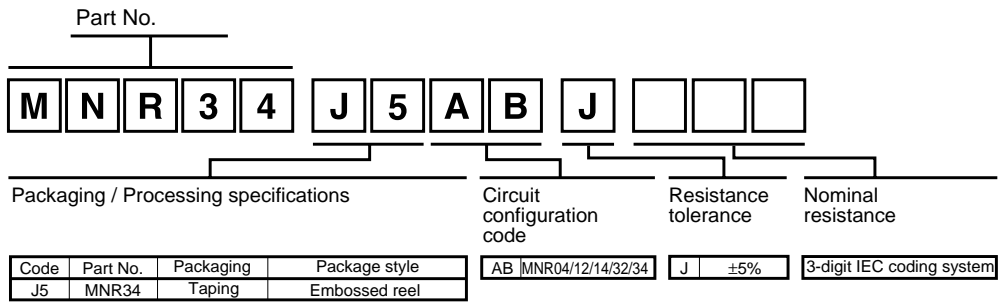 Part No.
M N R 3 4 J 5 A B J
Packaging / Processing specifications
Circuit
configuration
code
Resistance
tolerance
Nominal
resistance
Code Part No. Packaging Package style
J5 MNR34 Taping Embossed reel
AB MNR04/12/14/32/34
J ±5%
3-digit IEC coding system